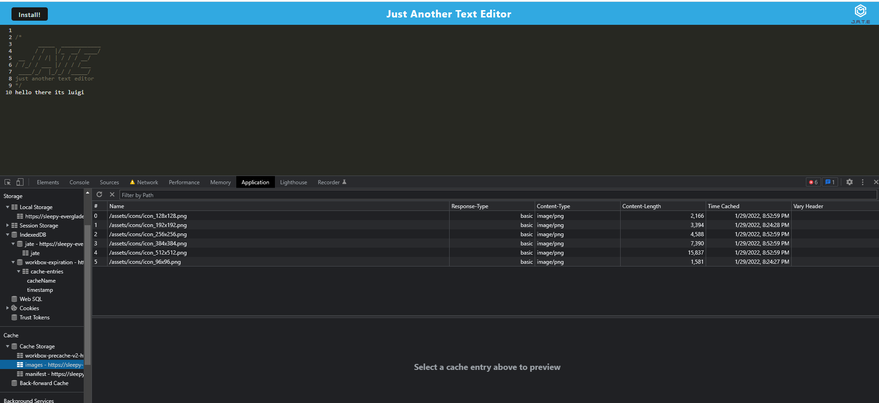 Install!
Just Another Text Editor
JATE
1
2 /*
3
4
5
6
7
8 just another text editor
9 */
10 hello there its luigi
Elements Console Sources Network Performance Memory Application Lighthouse Recorder 8 1
Storage
Local Storage
https://sleepy-everglade
Session Storage
IndexedDB
jate - https://sleepy-eve
jate
workbox-expiration - ht
cache-entries
cacheName
timestamp
Web SQL
Cookies
Trust Tokens
Cache
Cache Storage
workbox-precache-v2-h
images - https://sleepy-
manifest - https://sleepy
Back-forward Cache
Background Services
Filter by Path
# Name Response-Type Content-Type Content-Length Time Cached Vary Header
0 /assets/icons/icon_128x128.png basic image/png 2,166 1/29/2022, 8:52:59 PM
1 /assets/icons/icon_192x192.png basic image/png 3,394 1/29/2022, 8:24:28 PM
2 /assets/icons/icon_256x256.png basic image/png 4,588 1/29/2022, 8:52:59 PM
3 /assets/icons/icon_384x384.png basic image/png 7,390 1/29/2022, 8:52:59 PM
4 /assets/icons/icon_512x512.png basic image/png 15,837 1/29/2022, 8:52:59 PM
5 /assets/icons/icon_96x96.png basic image/png 1,581 1/29/2022, 8:24:27 PM
Select a cache entry above to preview